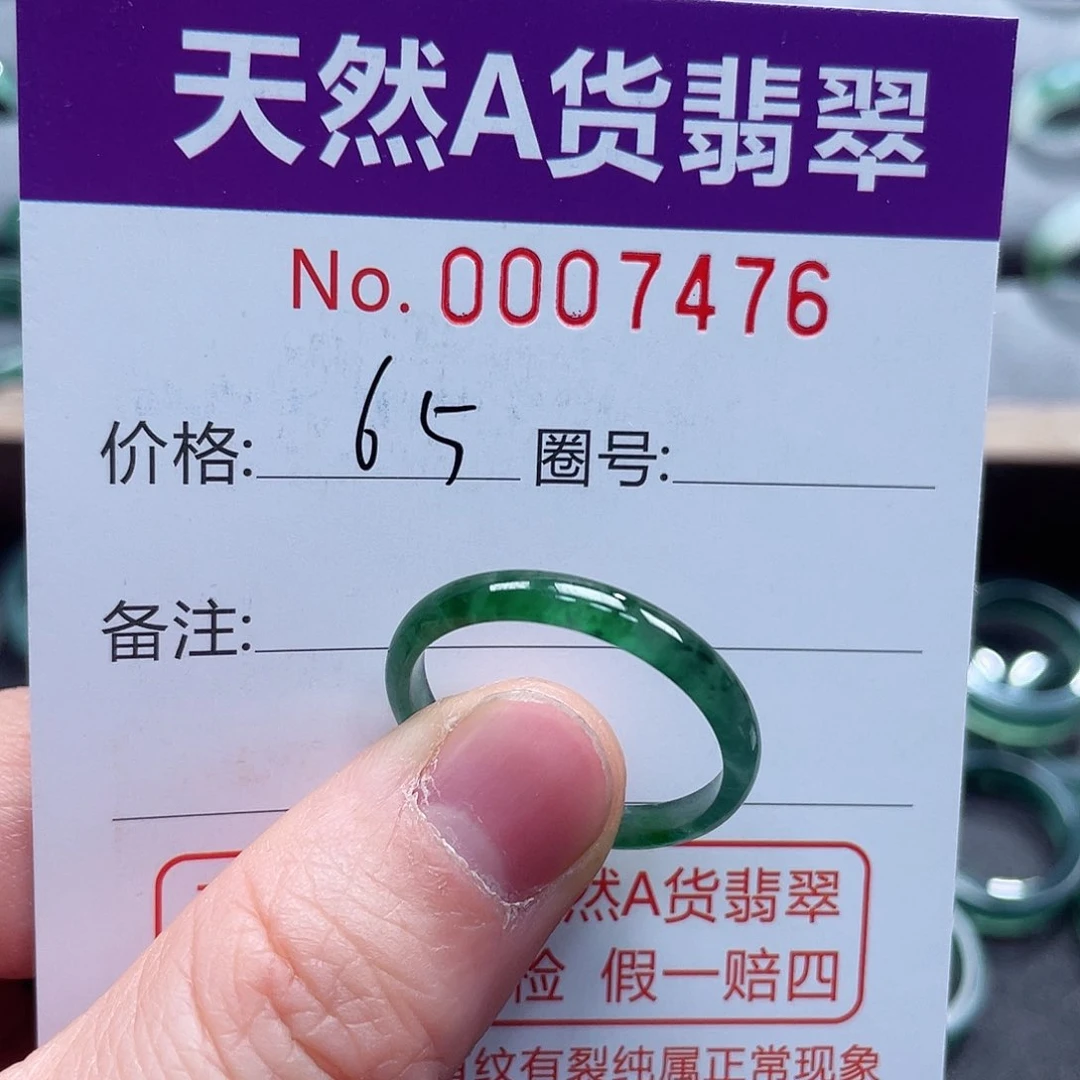 天然A货翡翠
No. 0007476
价格: 65 圈号:
备注:
然A货翡翠
检 假一赔四
纹有裂纯属正常现象